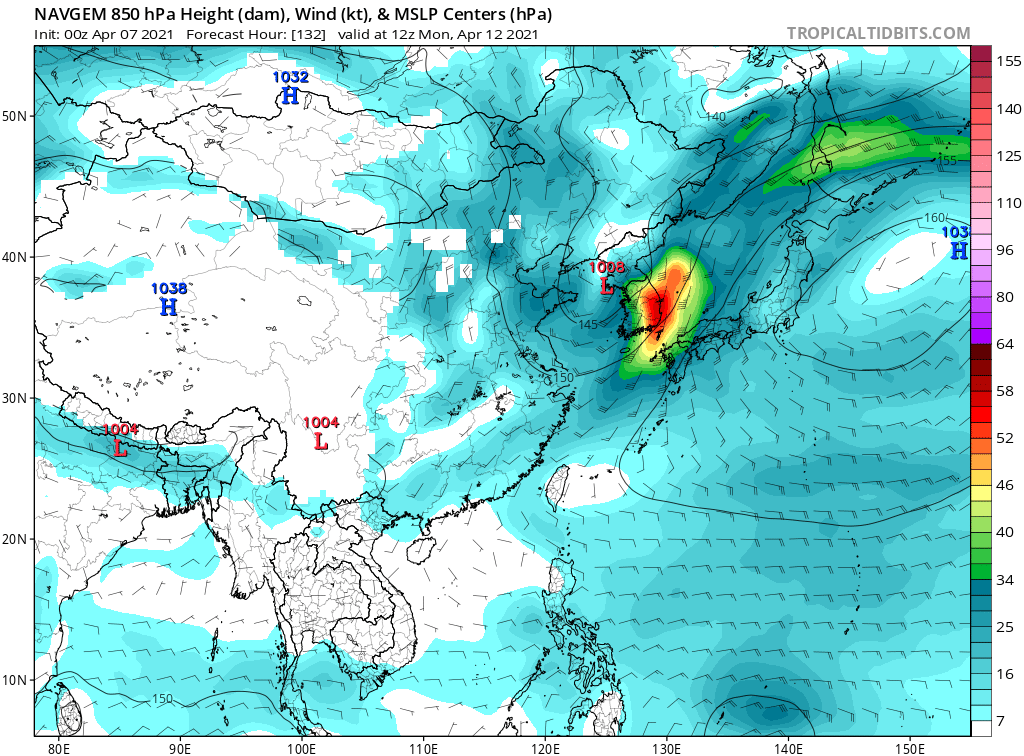 NAVGEM 850 hPa Height (dam), Wind (kt), & MSLP Centers (hPa)
Init: 00z Apr 07 2021 Forecast Hour: [132] valid at 12z Mon, Apr 12 2021
TROPICALTIDBITS.COM
1032
H
140
155
160
103
H
1038
H
1008
L
145
150
1004
L
1004
L
150
50N
40N
30N
20N
10N
80E
90E
100E
110E
120E
130E
140E
150E
155
140
125
110
96
80
64
58
52
46
40
34
25
16
7